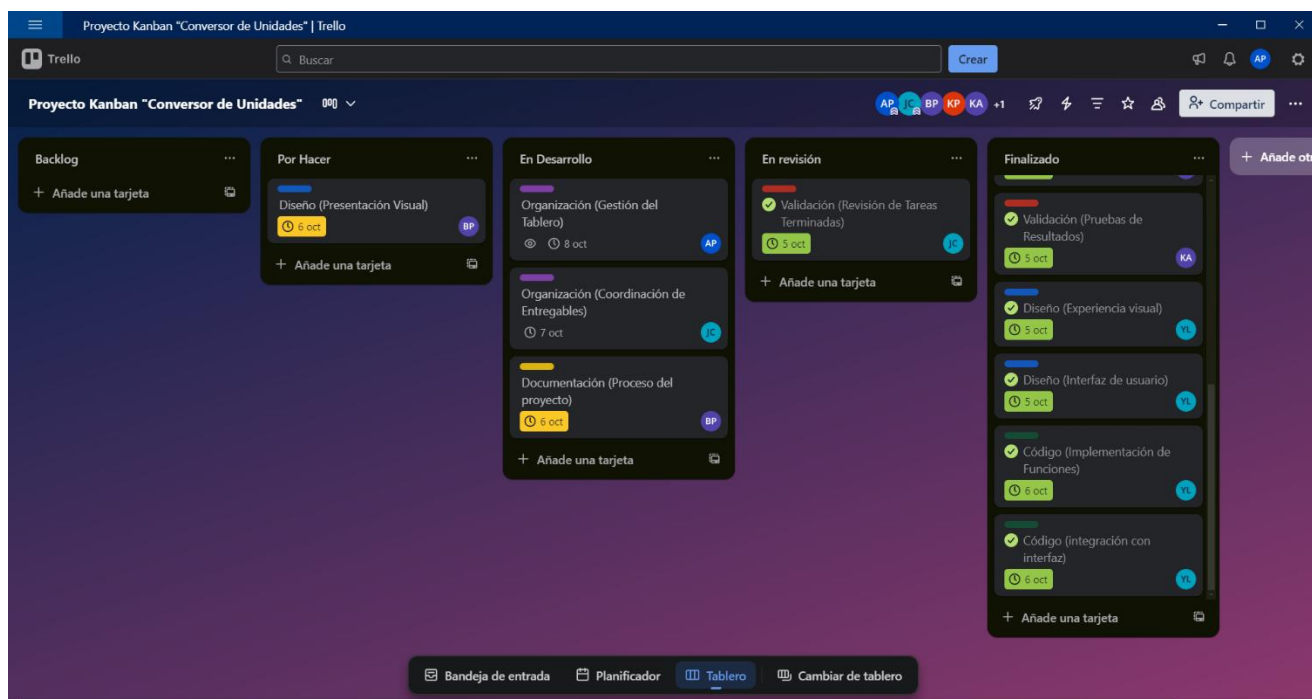 Proyecto Kanban "Conversor de Unidades" | Trello
Trello
Buscar
Crear
AP
Proyecto Kanban "Conversor de Unidades"
AP JC BP KP KA +1
Compartir
Backlog
Añade una tarjeta
Por Hacer
Diseño (Presentación Visual)
6 oct
BP
Añade una tarjeta
En Desarrollo
Organización (Gestión del
Tablero)
8 oct
AP
Organización (Coordinación de
Entregables)
7 oct
JC
Documentación (Proceso del
proyecto)
6 oct
BP
Añade una tarjeta
En revisión
Validación (Revisión de Tareas
Terminadas)
5 oct
JC
Añade una tarjeta
Finalizado
Validación (Pruebas de
Resultados)
5 oct
KA
Diseño (Experiencia visual)
5 oct
YL
Diseño (Interfaz de usuario)
5 oct
YL
Código (Implementación de
Funciones)
6 oct
YL
Código (integración con
interfaz)
6 oct
YL
Añade una tarjeta
Añade otr
Bandeja de entrada
Planificador
Tablero
Cambiar de tablero